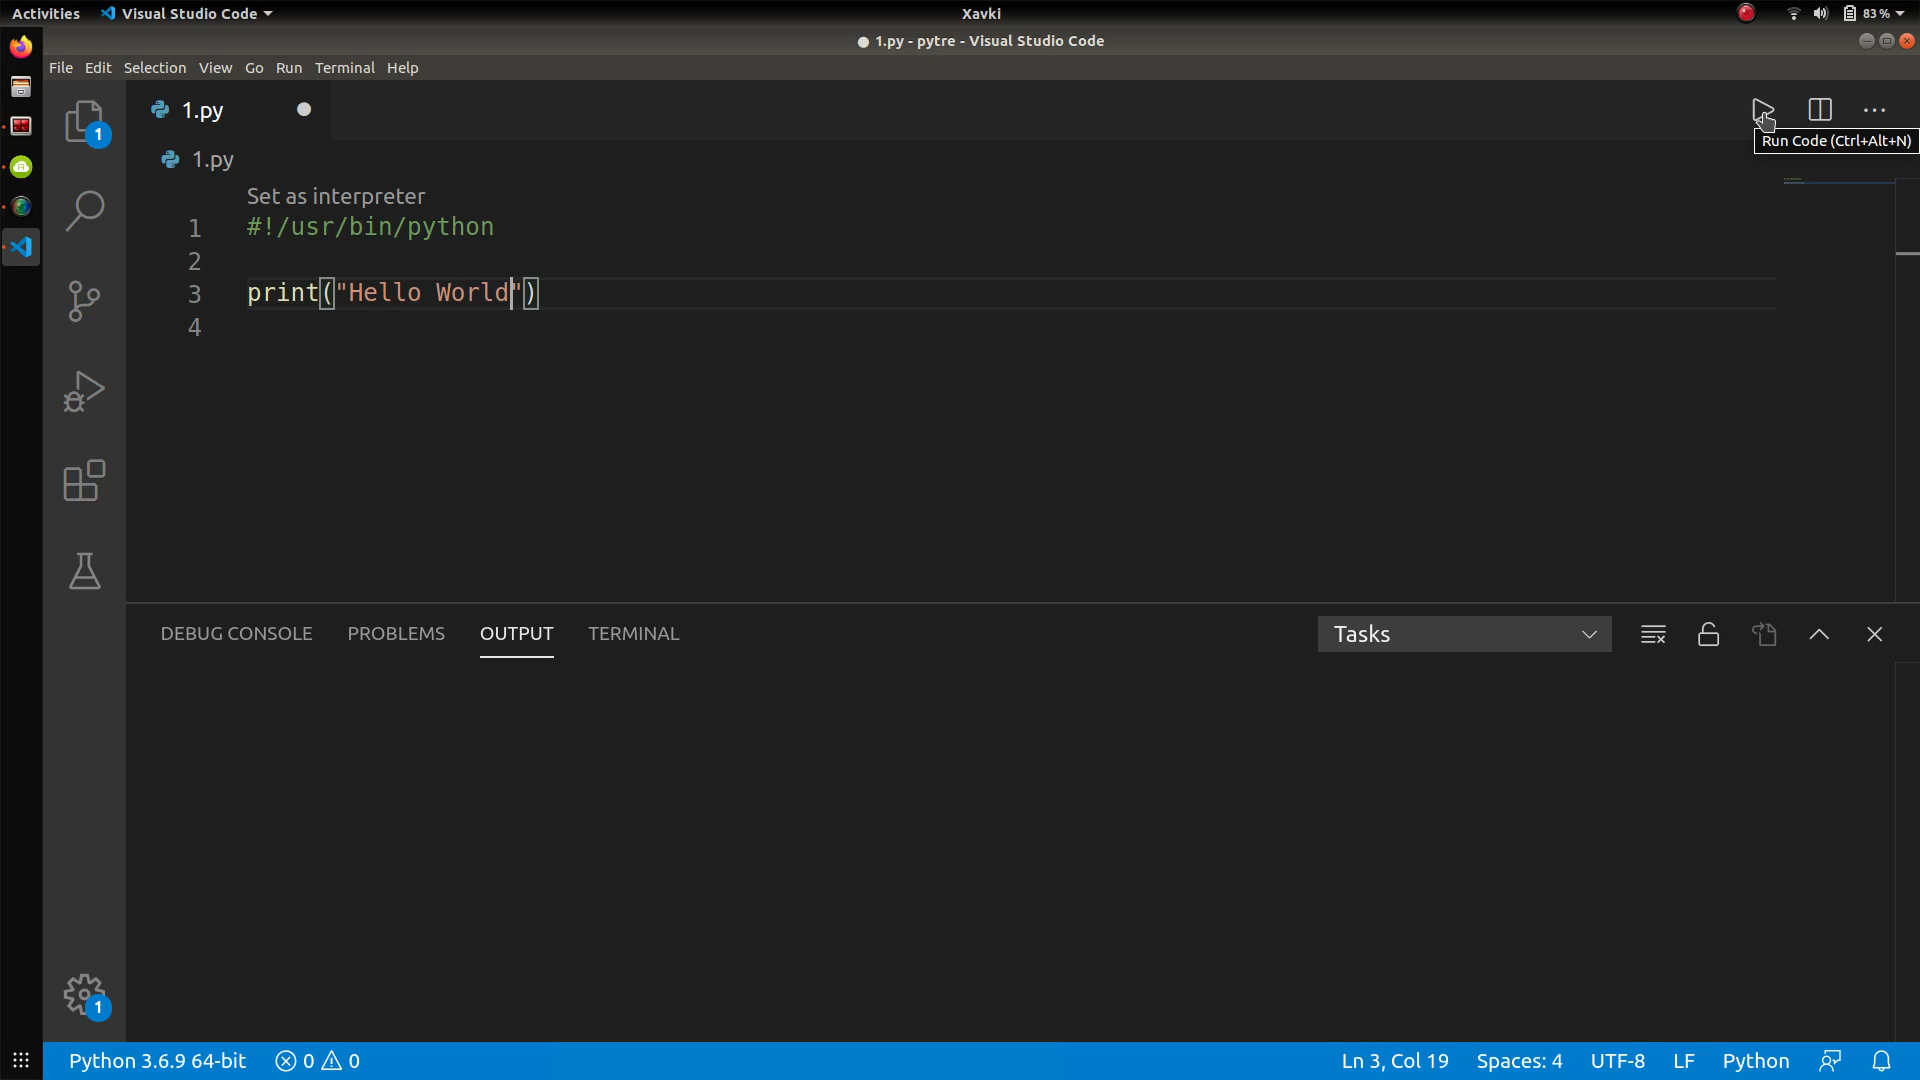 Activities Visual Studio Code Xavki 83 %
1.py - pytre - Visual Studio Code
File Edit Selection View Go Run Terminal Help
1.py
Run Code (Ctrl+Alt+N)
1
1.py
Set as interpreter
1 #!/usr/bin/python
2
3 print("Hello World")
4
DEBUG CONSOLE PROBLEMS OUTPUT TERMINAL Tasks
1
Python 3.6.9 64-bit 0 0 Ln 3, Col 19 Spaces: 4 UTF-8 LF Python